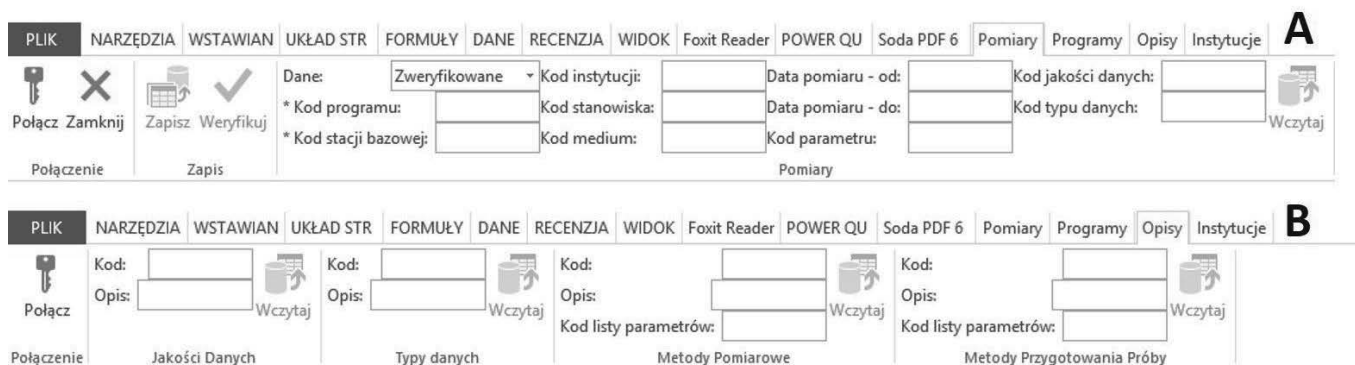 PLIK NARZĘDZIA WSTAWIAN UKŁAD STR FORMUŁY DANE RECENZJA WIDOK Foxit Reader POWER QU Soda PDF 6 Pomiary Programy Opisy Instytucje A
Dane: Zweryfikowane Kod instytucji: Data pomiaru - od: Kod jakości danych:
* Kod programu: Kod stanowiska: Data pomiaru - do: Kod typu danych:
Połącz Zamknij Zapisz Weryfikuj * Kod stacji bazowej: Kod medium: Kod parametru: Wczytaj
Połączenie Zapis Pomiary
PLIK NARZĘDZIA WSTAWIAN UKŁAD STR FORMUŁY DANE RECENZJA WIDOK Foxit Reader POWER QU Soda PDF 6 Pomiary Programy Opisy Instytucje B
Kod: Kod: Kod: Kod:
Opis: Opis: Opis: Opis:
Połącz Wczytaj Wczytaj Kod listy parametrów: Wczytaj Kod listy parametrów: Wczytaj
Połączenie Jakości Danych Typy danych Metody Pomiarowe Metody Przygotowania Próby